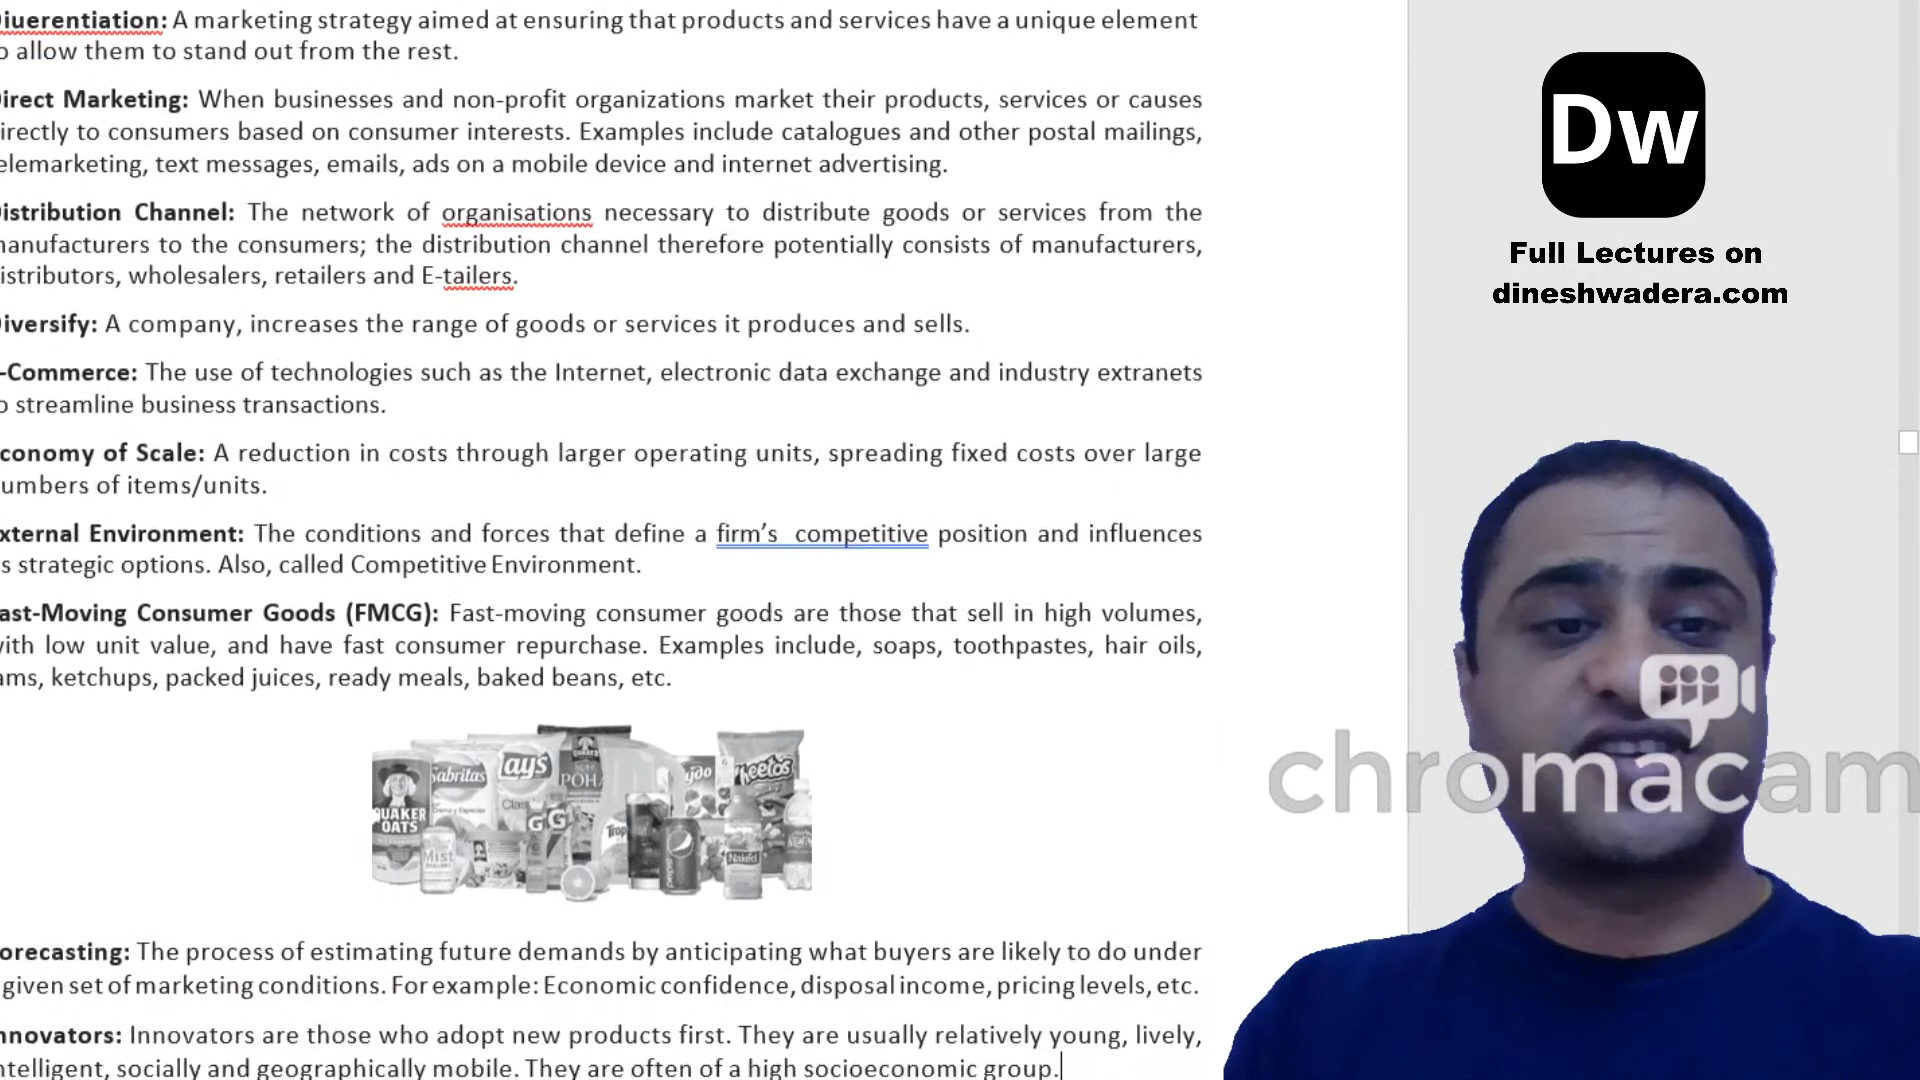 iuerentiation: A marketing strategy aimed at ensuring that products and services have a unique element
o allow them to stand out from the rest.
irect Marketing: When businesses and non-profit organizations market their products, services or causes
irectly to consumers based on consumer interests. Examples include catalogues and other postal mailings,
elemarketing, text messages, emails, ads on a mobile device and internet advertising.
istribution Channel: The network of organisations necessary to distribute goods or services from the
anufacturers to the consumers; the distribution channel therefore potentially consists of manufacturers,
istributors, wholesalers, retailers and E-tailers.
iversify: A company, increases the range of goods or services it produces and sells.
-Commerce: The use of technologies such as the Internet, electronic data exchange and industry extranets
o streamline business transactions.
conomy of Scale: A reduction in costs through larger operating units, spreading fixed costs over large
umbers of items/units.
xternal Environment: The conditions and forces that define a firm's competitive position and influences
s strategic options. Also, called Competitive Environment.
ast-Moving Consumer Goods (FMCG): Fast-moving consumer goods are those that sell in high volumes,
ith low unit value, and have fast consumer repurchase. Examples include, soaps, toothpastes, hair oils,
ams, ketchups, packed juices, ready meals, baked beans, etc.
QUAKER
OATS
Sabritas
Lays
Clas
QUAKER
POHA
Cheetos
Mist
G
G
Trop
pepsi
Naked
orecasting: The process of estimating future demands by anticipating what buyers are likely to do under
given set of marketing conditions. For example: Economic confidence, disposal income, pricing levels, etc.
nnovators: Innovators are those who adopt new products first. They are usually relatively young, lively,
ntelligent, socially and geographically mobile. They are often of a high socioeconomic group.
Dw
Full Lectures on
dineshwadera.com
chromacam